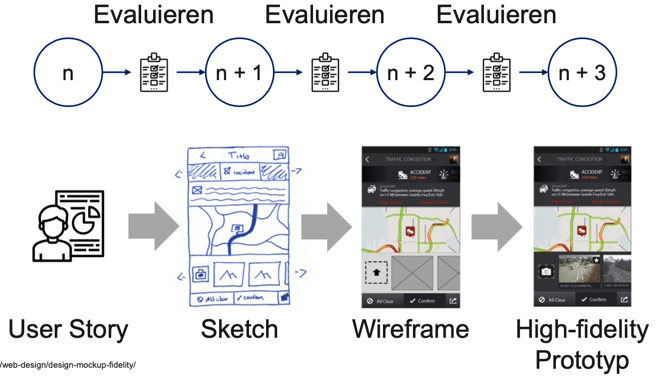 Evaluieren Evaluieren Evaluieren
n n + 1 n + 2 n + 3
Title
incident
All clear ✓ Confirm
TRAFFIC CONGESTION
ACCIDENT
All Clear ✓ Confirm
TRAFFIC CONGESTION
ACCIDENT
All Clear ✓ Confirm
User Story Sketch Wireframe High-fidelity
Prototyp
/web-design/design-mockup-fidelity/